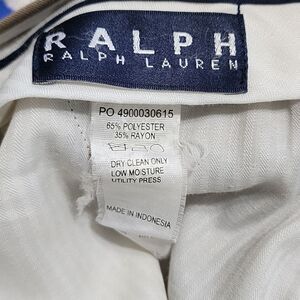 RALPH
RALPH LAUREN
PO 4900030615
65% POLYESTER
35% RAYON
DRY CLEAN ONLY
LOW MOISTURE
UTILITY PRESS
MADE IN INDONESIA